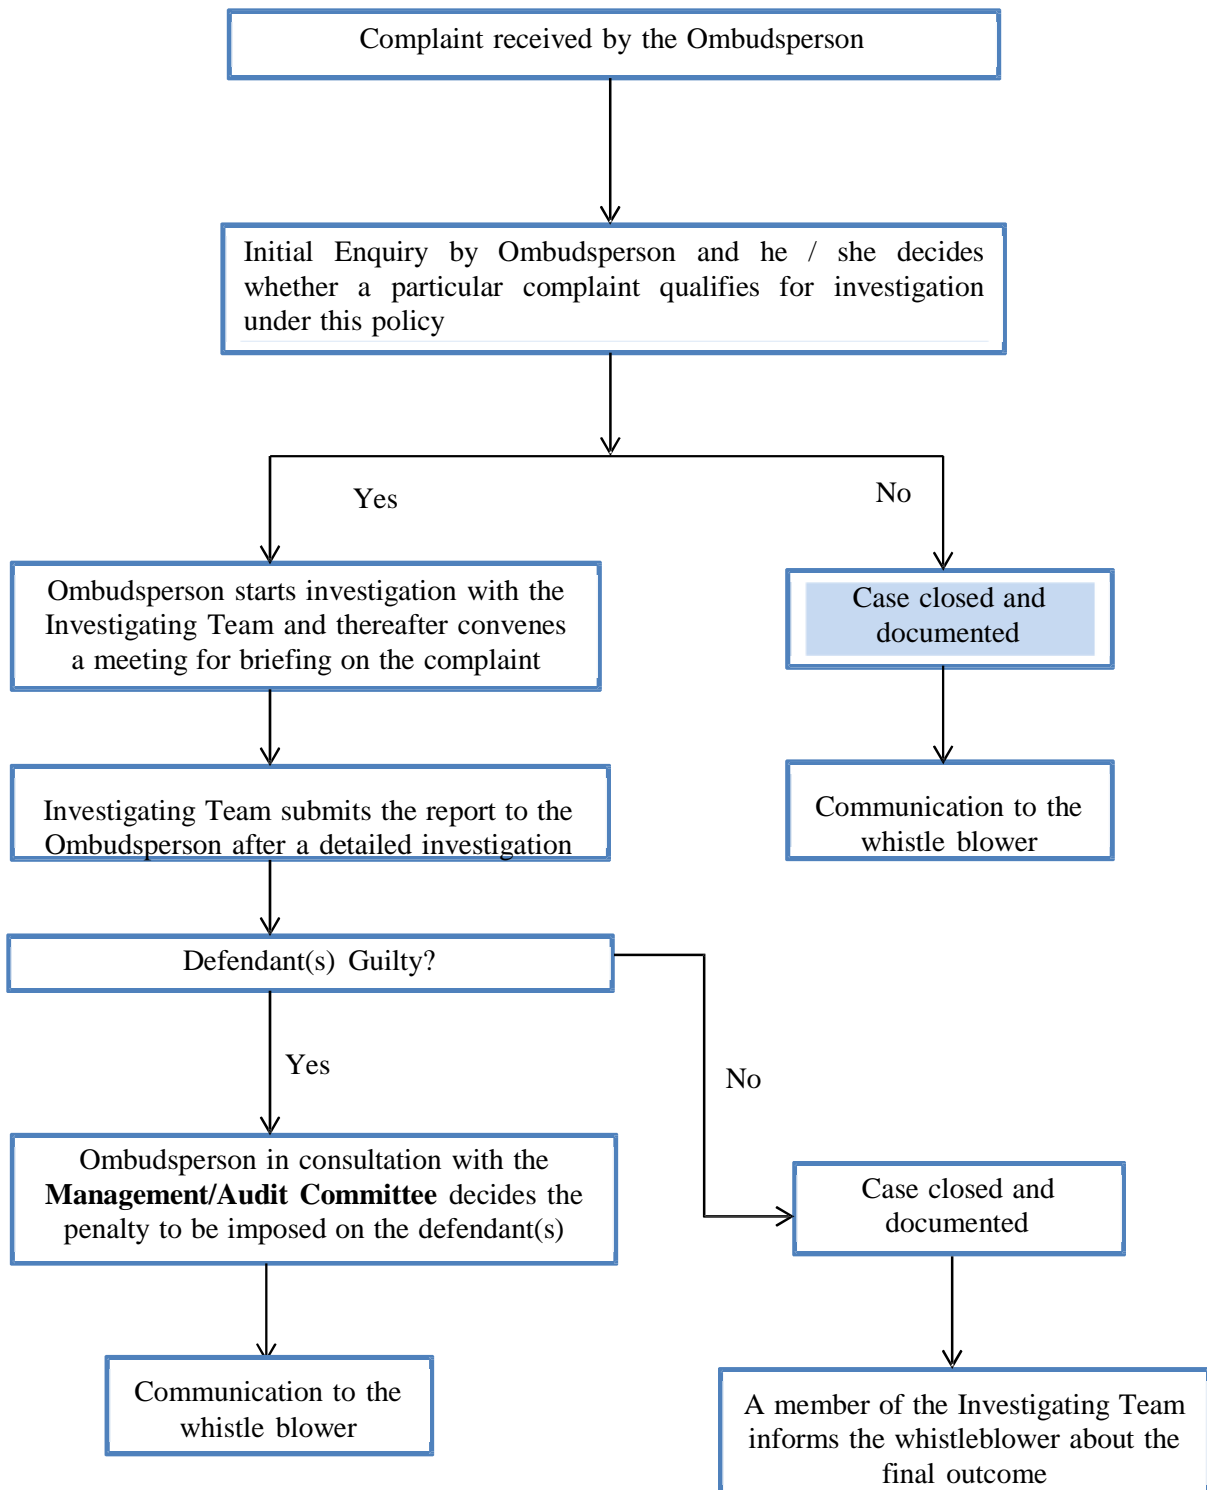 Complaint received by the Ombudsperson
Initial Enquiry by Ombudsperson and he / she decides
whether a particular complaint qualifies for investigation
under this policy
Yes
No
Ombudsperson starts investigation with the
Investigating Team and thereafter convenes
a meeting for briefing on the complaint
Case closed and
documented
Investigating Team submits the report to the
Ombudsperson after a detailed investigation
Communication to the
whistle blower
Defendant(s) Guilty?
Yes
No
Ombudsperson in consultation with the
Management/Audit Committee decides the
penalty to be imposed on the defendant(s)
Case closed and
documented
Communication to the
whistle blower
A member of the Investigating Team
informs the whistleblower about the
final outcome